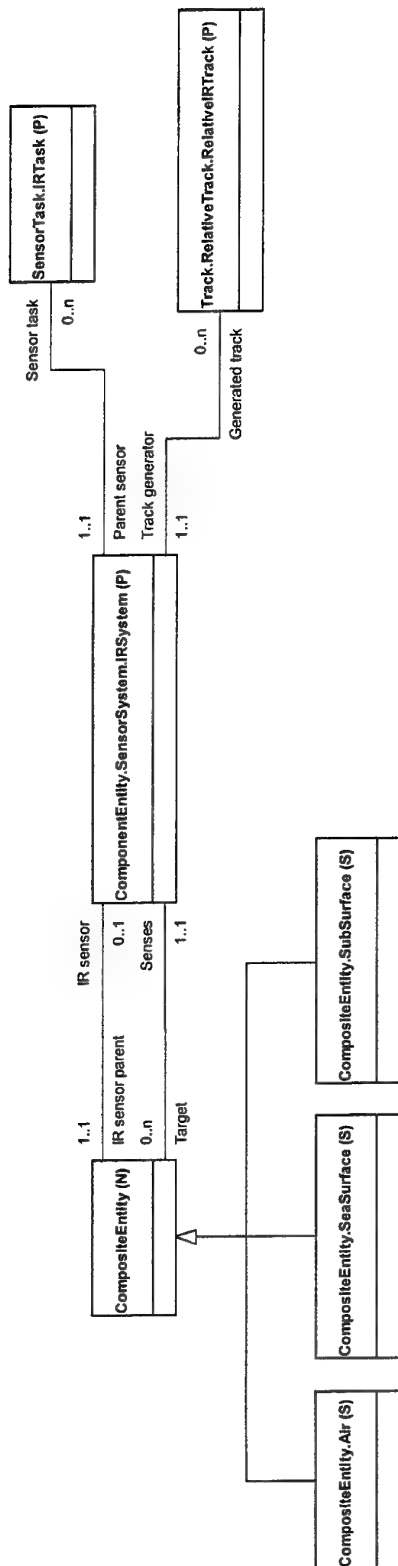 SensorTask.IRTask (P)
Sensor task
0..n
Track.RelativeTrack.RelativeIRTrack (P)
0..n
Generated track
1..1
Parent sensor
Track generator
1..1
ComponentEntity.SensorSystem.IRSystem (P)
IR sensor
0..1
Senses
1..1
1..1
IR sensor parent
0..n
Target
CompositeEntity (N)
CompositeEntity.Air (S)
CompositeEntity.SeaSurface (S)
CompositeEntity.SubSurface (S)